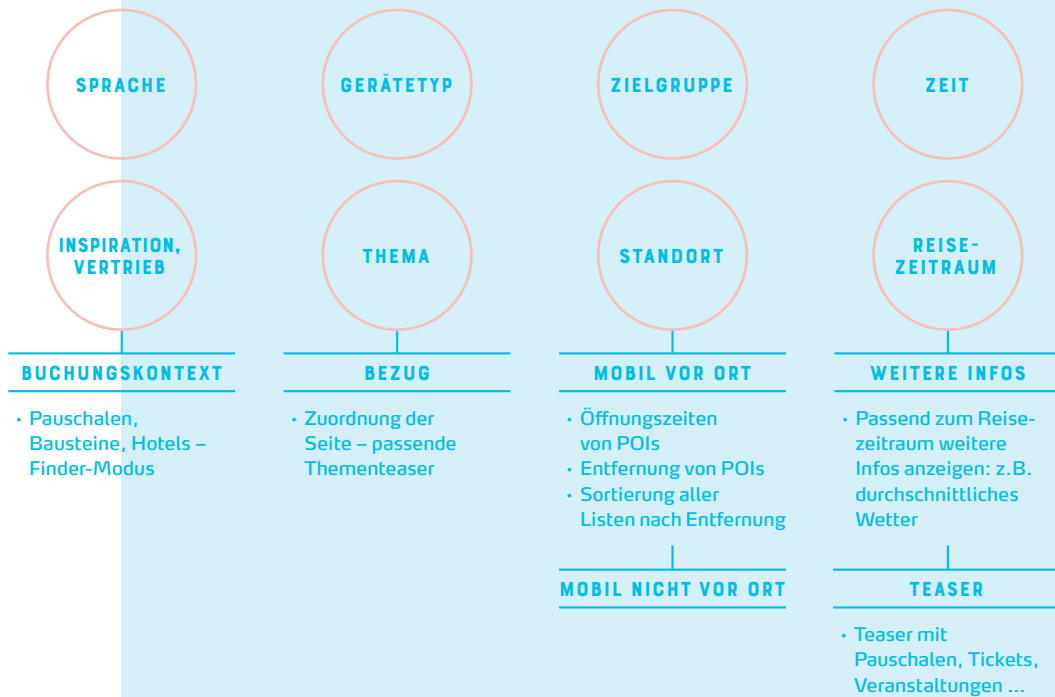 SPRACHE
GERÄTETYP
ZIELGRUPPE
ZEIT
INSPIRATION,
VERTRIEB
THEMA
STANDORT
REISE-
ZEITRAUM
BUCHUNGSKONTEXT
• Pauschalen,
Bausteine, Hotels –
Finder-Modus
BEZUG
• Zuordnung der
Seite – passende
Thementeaser
MOBIL VOR ORT
• Öffnungszeiten
von POIs
• Entfernung von POIs
• Sortierung aller
Listen nach Entfernung
MOBIL NICHT VOR ORT
WEITERE INFOS
• Passend zum Reise-
zeitraum weitere
Infos anzeigen: z.B.
durchschnittliches
Wetter
TEASER
• Teaser mit
Pauschalen, Tickets,
Veranstaltungen ...